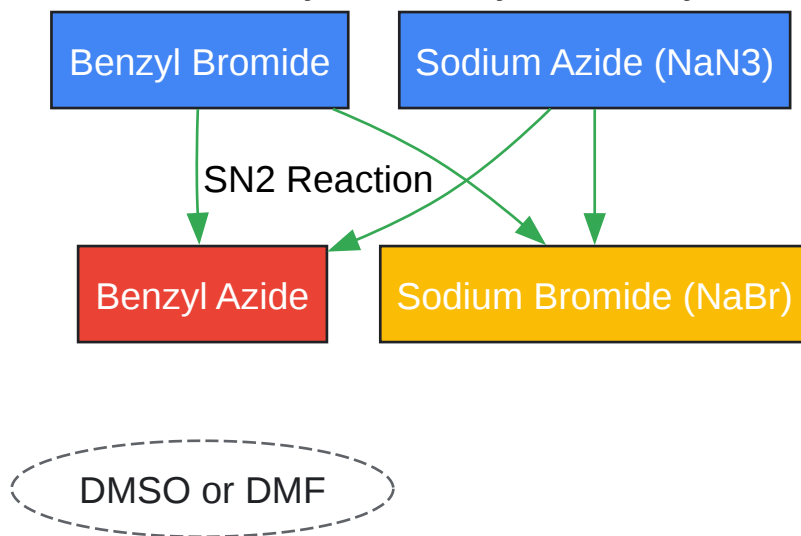 Benzyl Bromide
Sodium Azide (NaN3)
SN2 Reaction
Benzyl Azide
Sodium Bromide (NaBr)
DMSO or DMF